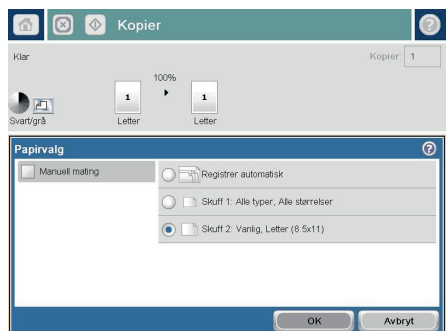 Kopier
Klar
Kopier: 1
100%
1
1
Svart/grå
Letter
Letter
Papirvalg
Manuell mating
Registrer automatisk
Skuff 1: Alle typer, Alle størrelser
Skuff 2: Vanlig, Letter (8.5x11)
OK
Avbryt